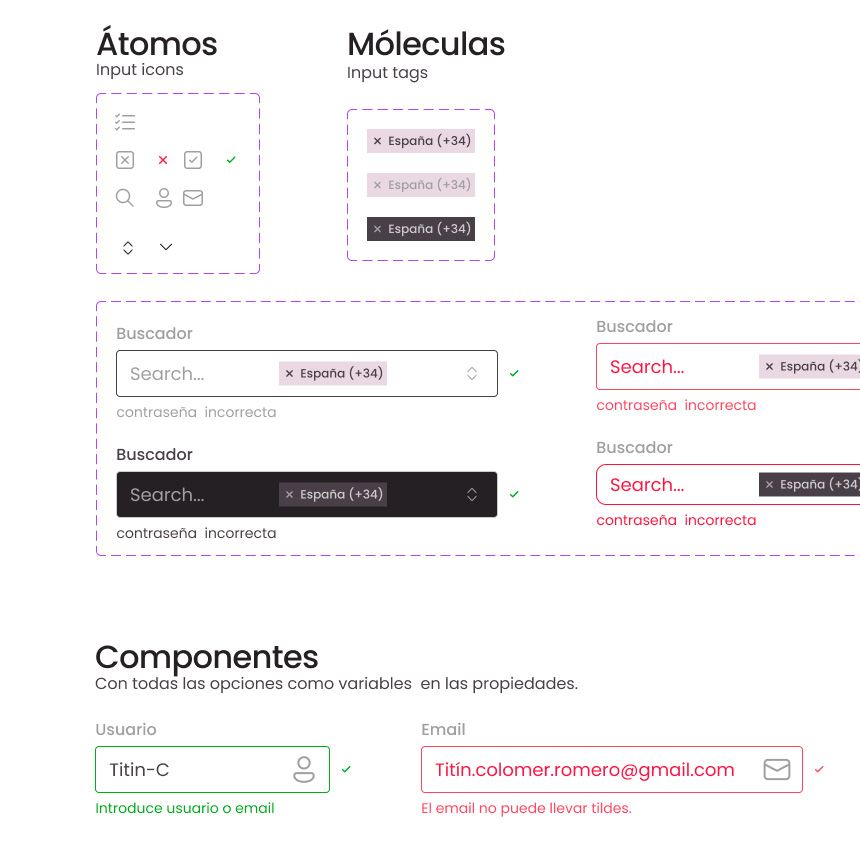 Átomos
Input icons
Móleculas
Input tags
× España (+34)
× España (+34)
× España (+34)
Buscador
Search...
× España (+34)
contraseña incorrecta
Buscador
Search...
× España (+34)
contraseña incorrecta
Buscador
Search...
× España (+34)
contraseña incorrecta
Buscador
Search...
× España (+34)
contraseña incorrecta
Componentes
Con todas las opciones como variables en las propiedades.
Usuario
Titin-C
Introduce usuario o email
Email
Titín.colomer.romero@gmail.com
El email no puede llevar tildes.